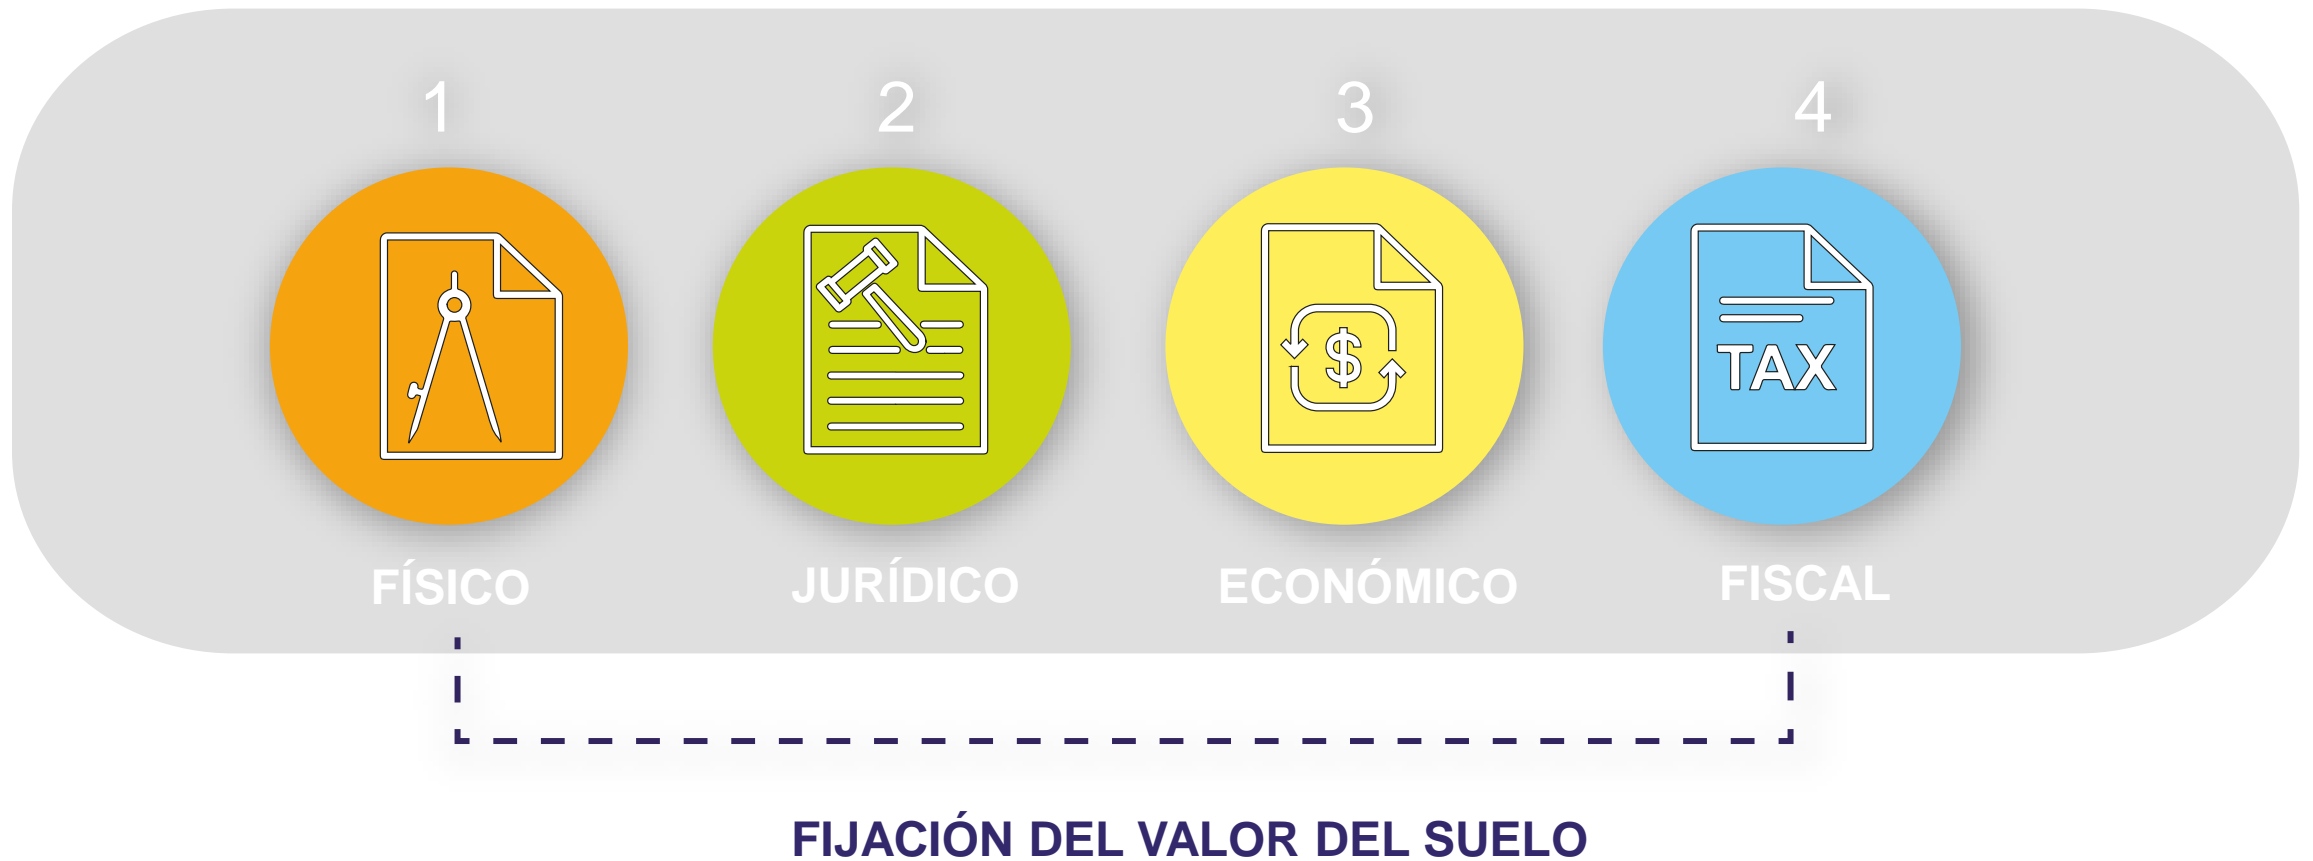 1 2 3 4
TAX
FÍSICO JURÍDICO ECONÓMICO FISCAL
FIJACIÓN DEL VALOR DEL SUELO